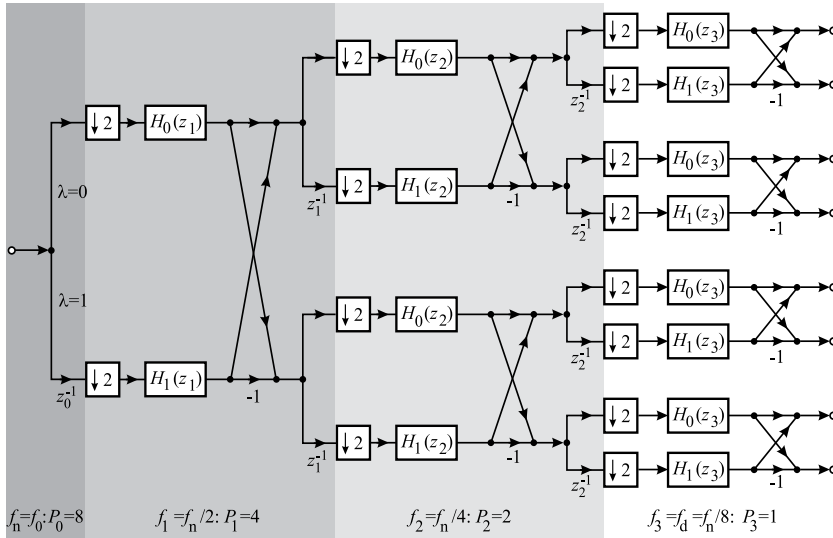 ↓2 H₀(z₃)
↓2 H₀(z₂)
z₂⁻¹ ↓2 H₁(z₃) -1
↓2 H₀(z₁)
↓2 H₀(z₃)
λ=0
z₁⁻¹ ↓2 H₁(z₂) -1
z₂⁻¹ ↓2 H₁(z₃) -1
↓2 H₀(z₃)
λ=1
↓2 H₀(z₂)
z₂⁻¹ ↓2 H₁(z₃) -1
z₀⁻¹ ↓2 H₁(z₁) -1
↓2 H₀(z₃)
z₁⁻¹ ↓2 H₁(z₂) -1
z₂⁻¹ ↓2 H₁(z₃) -1
fₙ=f₀: P₀=8 f₁=fₙ/2: P₁=4 f₂=fₙ/4: P₂=2 f₃=f_d=fₙ/8: P₃=1